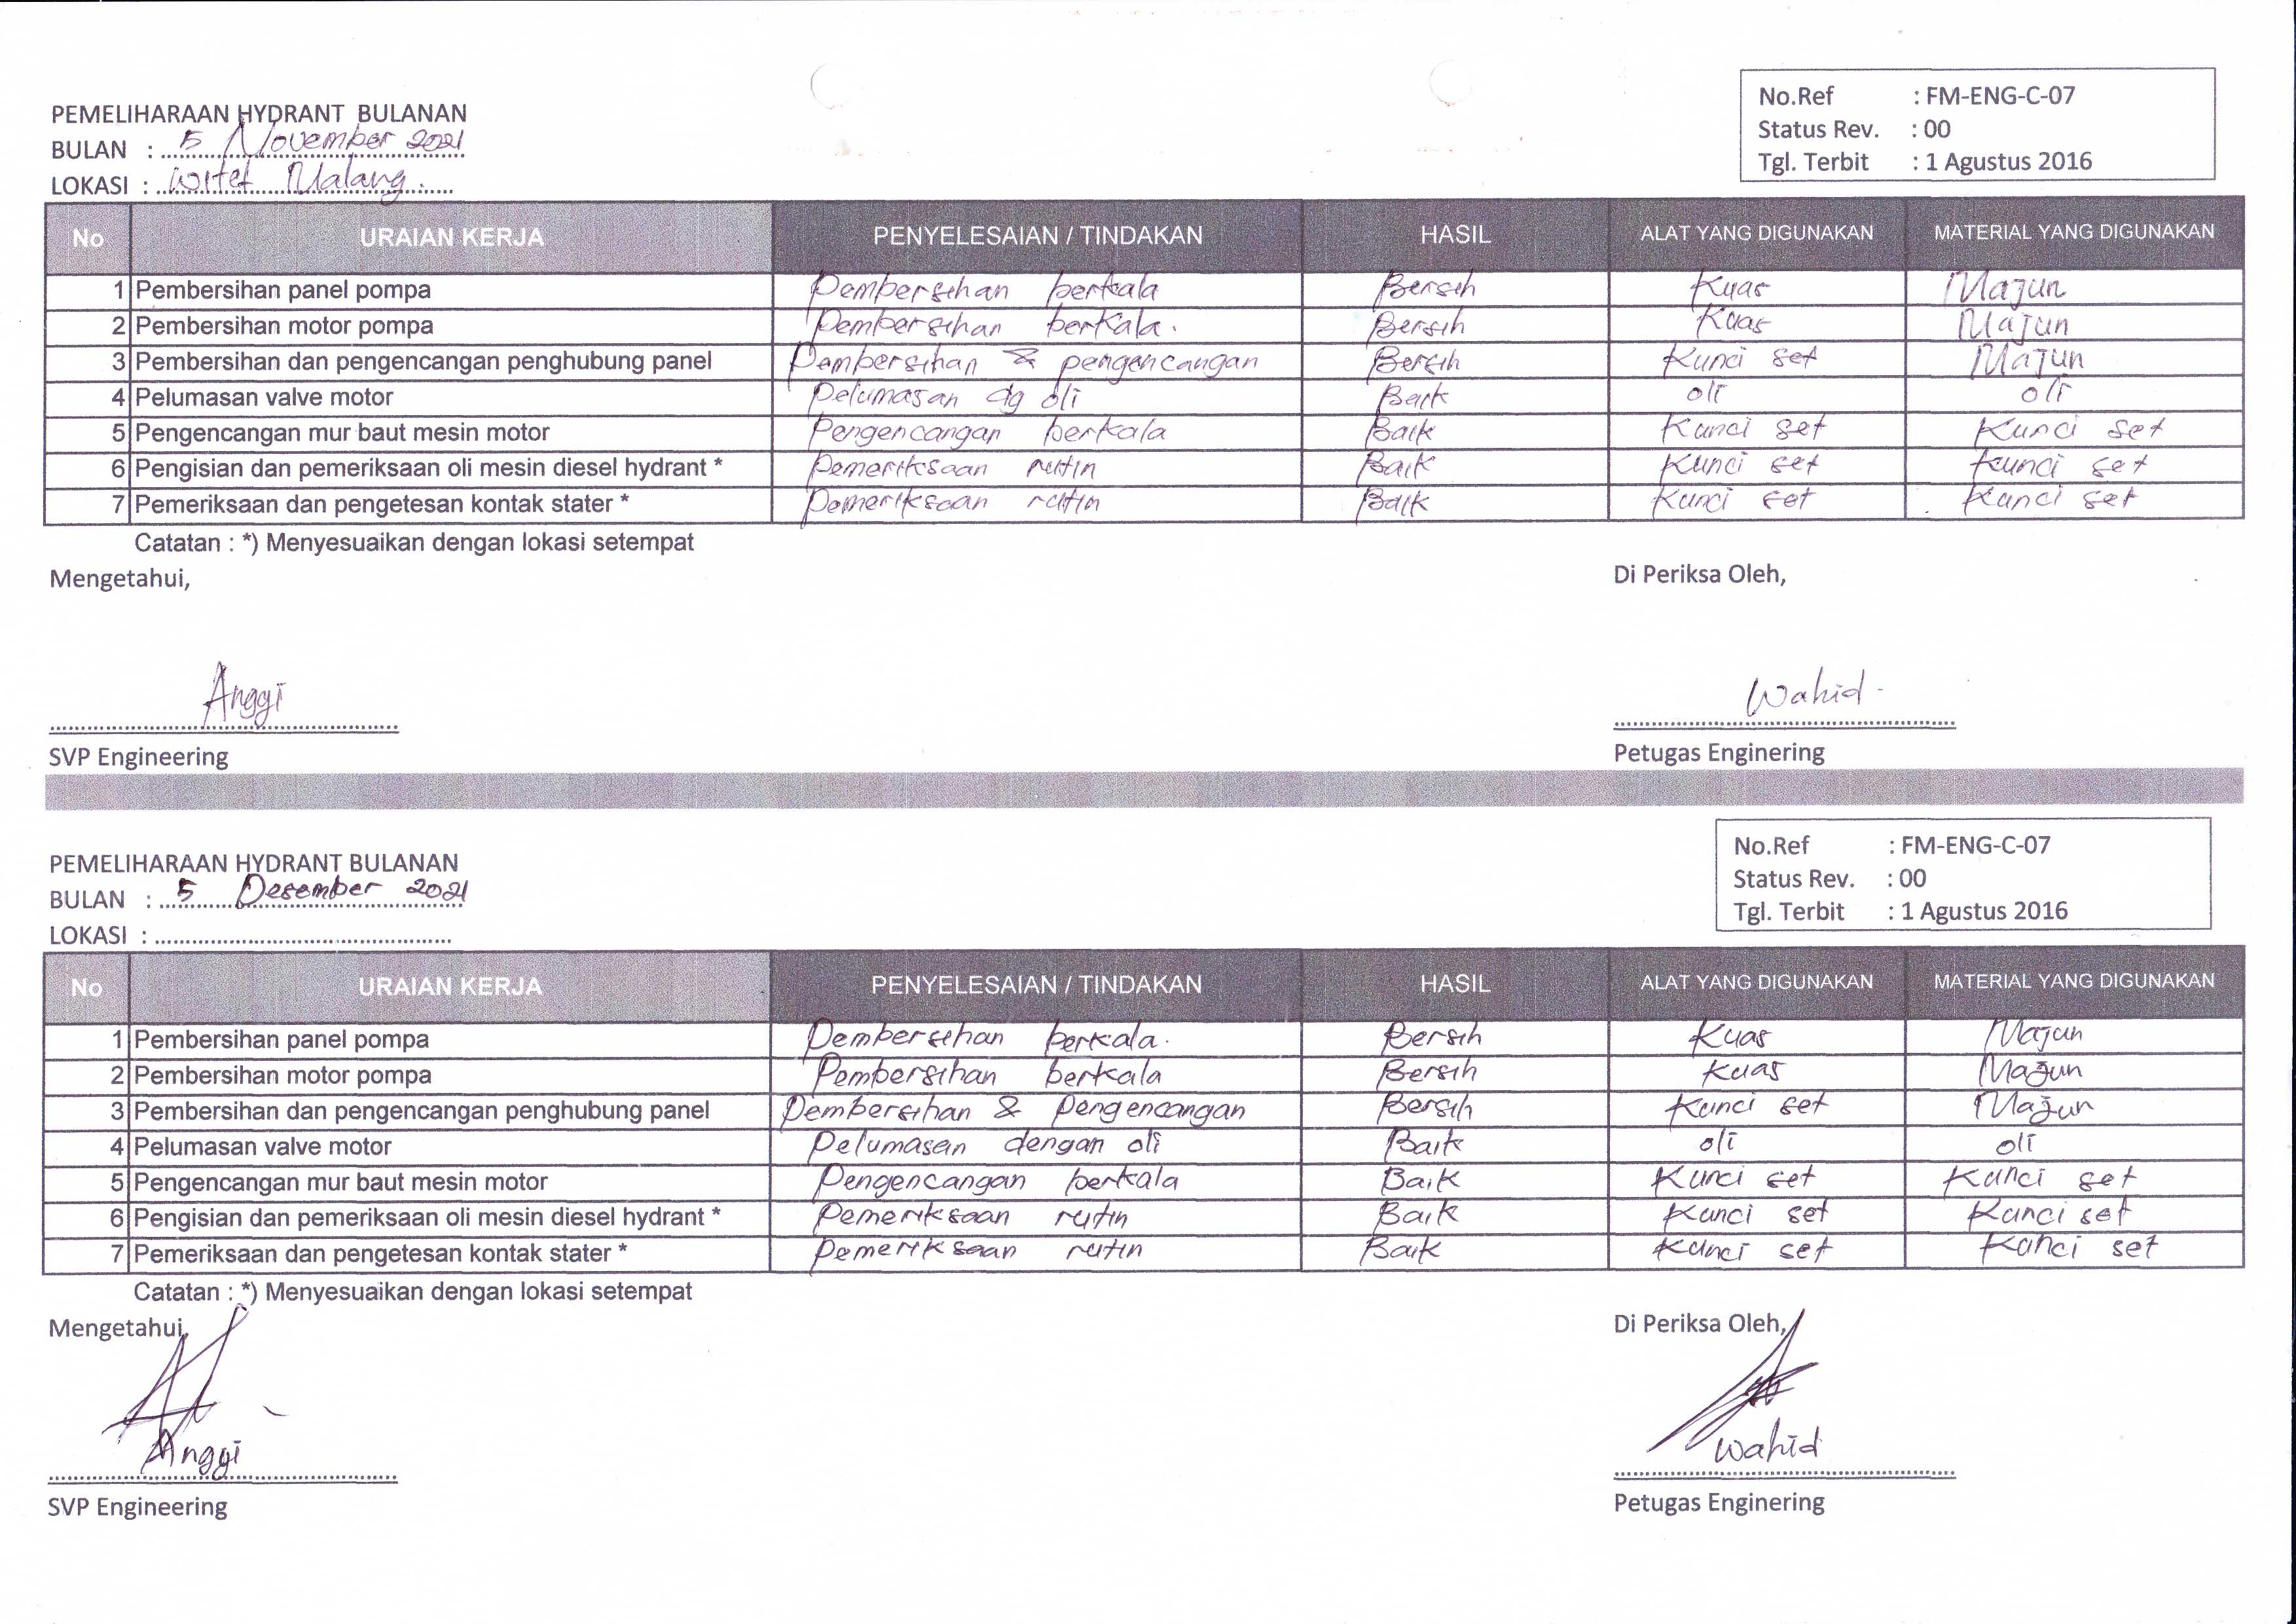 No.Ref : FM-ENG-C-07
Status Rev. : 00
Tgl. Terbit : 1 Agustus 2016
PEMELIHARAAN HYDRANT BULANAN
BULAN : 5 November 2021
LOKASI : Witel Malang.
No URAIAN KERJA PENYELESAIAN / TINDAKAN HASIL ALAT YANG DIGUNAKAN MATERIAL YANG DIGUNAKAN
1 Pembersihan panel pompa Pembersihan berkala Bersih Kuas Majun
2 Pembersihan motor pompa Pembersihan berkala. Bersih Kuas Majun
3 Pembersihan dan pengencangan penghubung panel Pembersihan & pengencangan Bersih Kunci set Majun
4 Pelumasan valve motor Pelumasan dg oli Baik oli oli
5 Pengencangan mur baut mesin motor Pengencangan berkala Baik Kunci set Kunci set
6 Pengisian dan pemeriksaan oli mesin diesel hydrant * Pemeriksaan rutin Baik Kunci set kunci set
7 Pemeriksaan dan pengetesan kontak stater * Pemeriksaan rutin Baik Kunci set Kunci set
Catatan : *) Menyesuaikan dengan lokasi setempat
Mengetahui, Di Periksa Oleh,
Anggi Wahid
SVP Engineering Petugas Enginering
No.Ref : FM-ENG-C-07
Status Rev. : 00
Tgl. Terbit : 1 Agustus 2016
PEMELIHARAAN HYDRANT BULANAN
BULAN : 5 Desember 2021
LOKASI :
No URAIAN KERJA PENYELESAIAN / TINDAKAN HASIL ALAT YANG DIGUNAKAN MATERIAL YANG DIGUNAKAN
1 Pembersihan panel pompa Pembersihan berkala. Bersih Kuas Majun
2 Pembersihan motor pompa Pembersihan berkala Bersih Kuas Majun
3 Pembersihan dan pengencangan penghubung panel Pembersihan & Pengencangan Bersih Kunci set Majun
4 Pelumasan valve motor Pelumasan dengan oli Baik oli oli
5 Pengencangan mur baut mesin motor Pengencangan berkala Baik Kunci set Kunci set
6 Pengisian dan pemeriksaan oli mesin diesel hydrant * Pemeriksaan rutin Baik Kunci set Kunci set
7 Pemeriksaan dan pengetesan kontak stater * Pemeriksaan rutin Baik Kunci set Kunci set
Catatan : *) Menyesuaikan dengan lokasi setempat
Mengetahui, Di Periksa Oleh,
Anggi Wahid
SVP Engineering Petugas Enginering